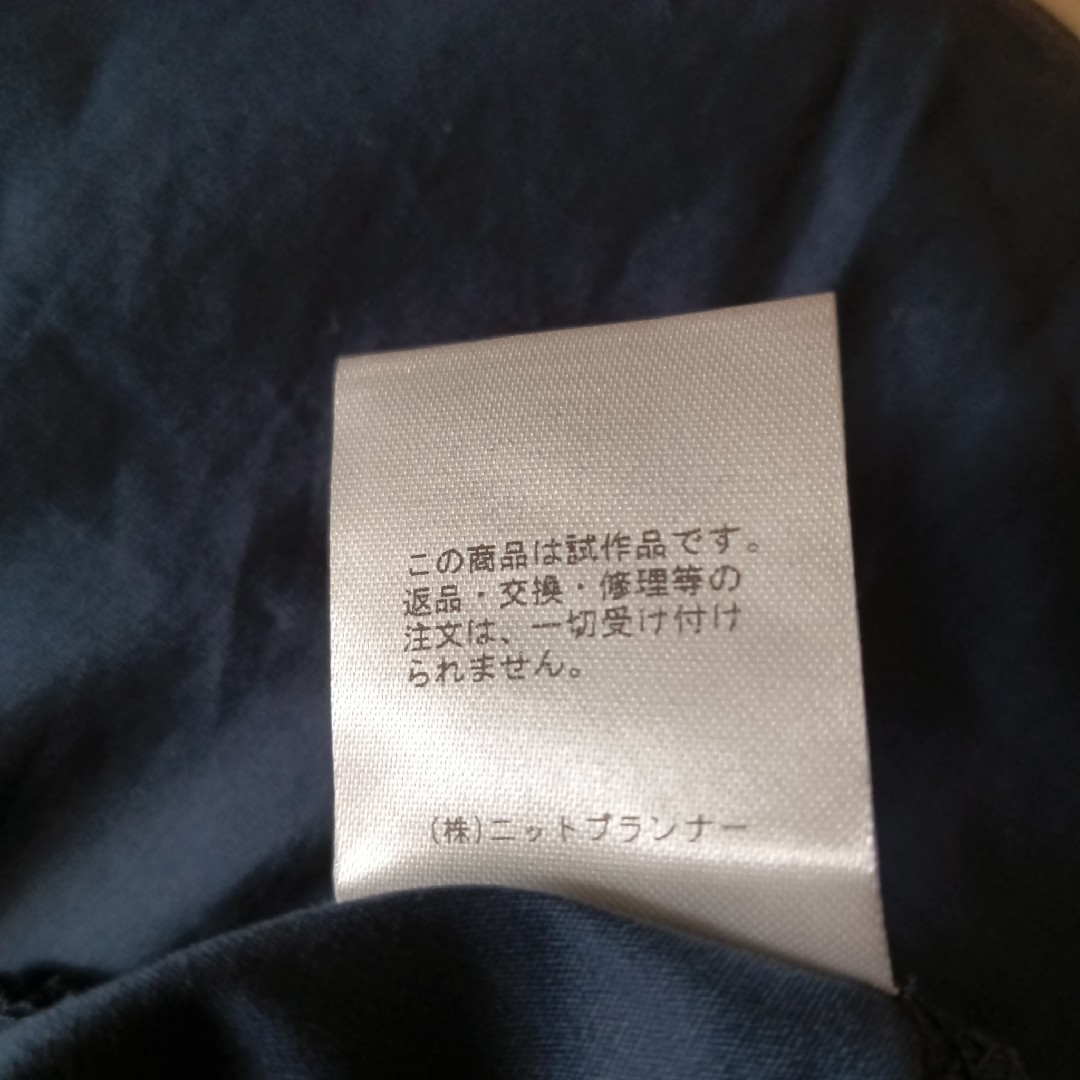 この商品は試作品です。
返品・交換・修理等の
注文は、一切受け付け
られません。
(株)ニットプランナー